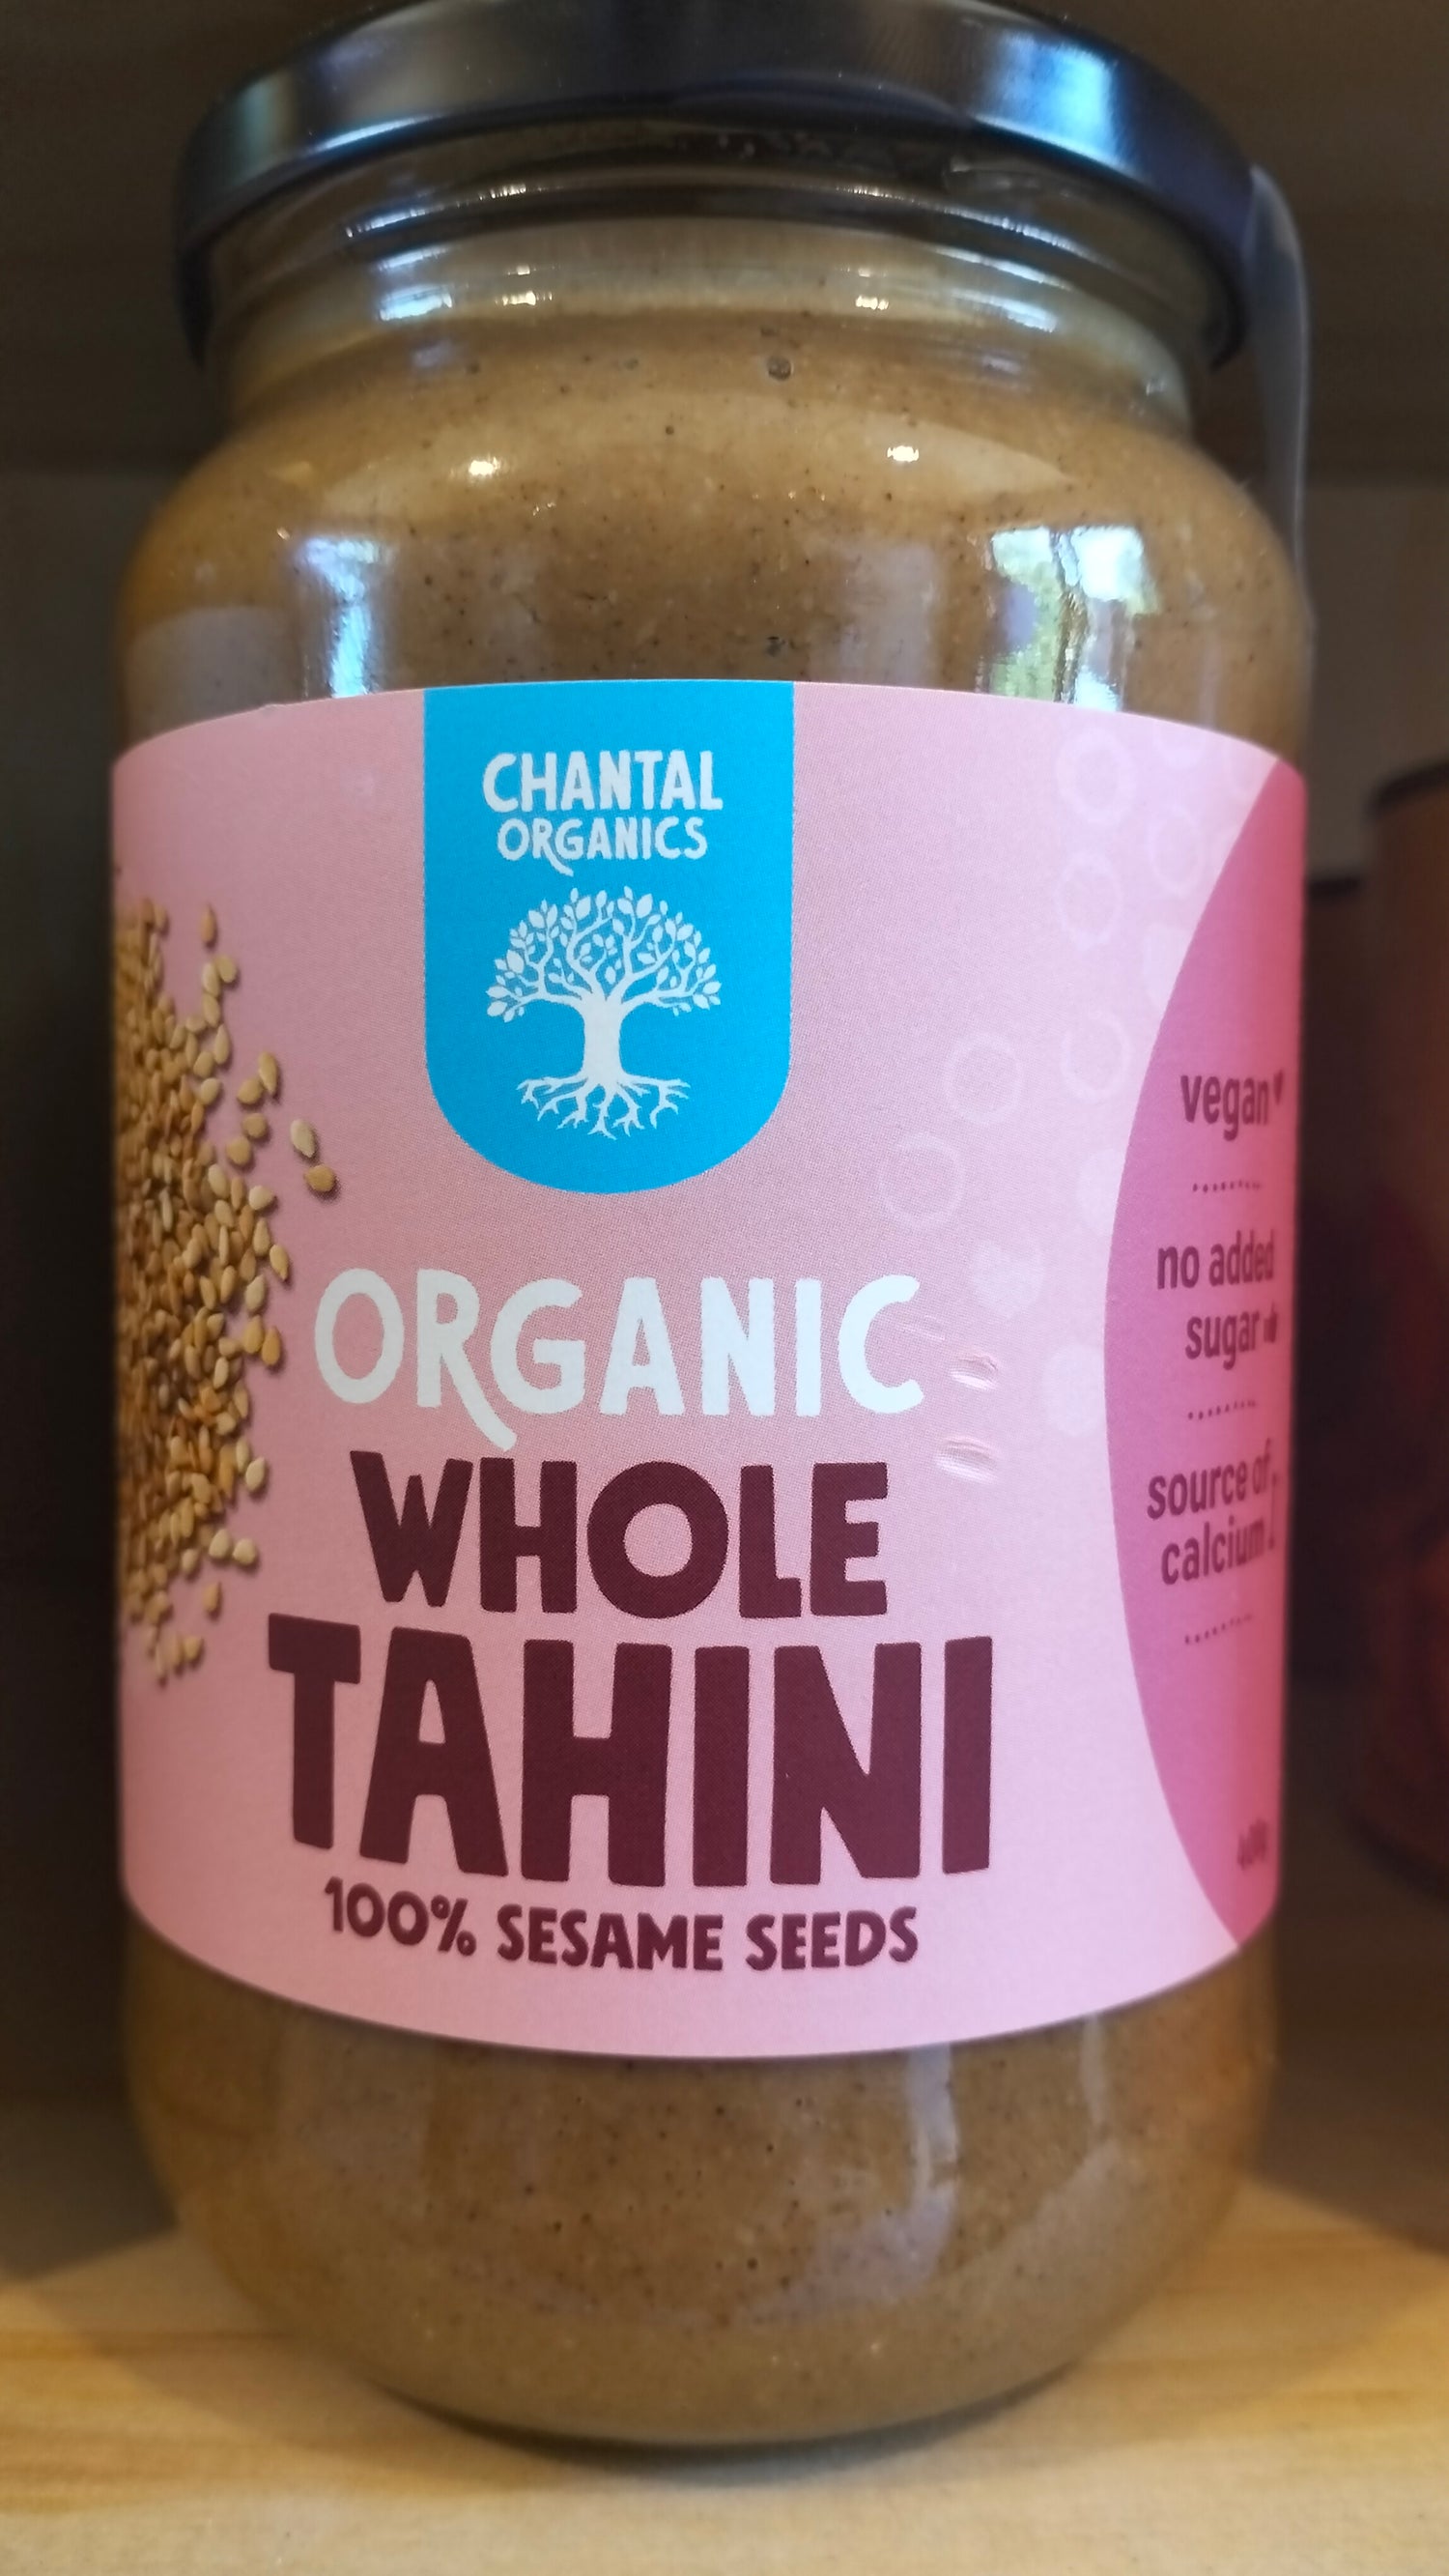 CHANTAL
ORGANICS
ORGANIC
WHOLE
TAHINI
100% SESAME SEEDS
vegan
no added
sugar
source of
calcium